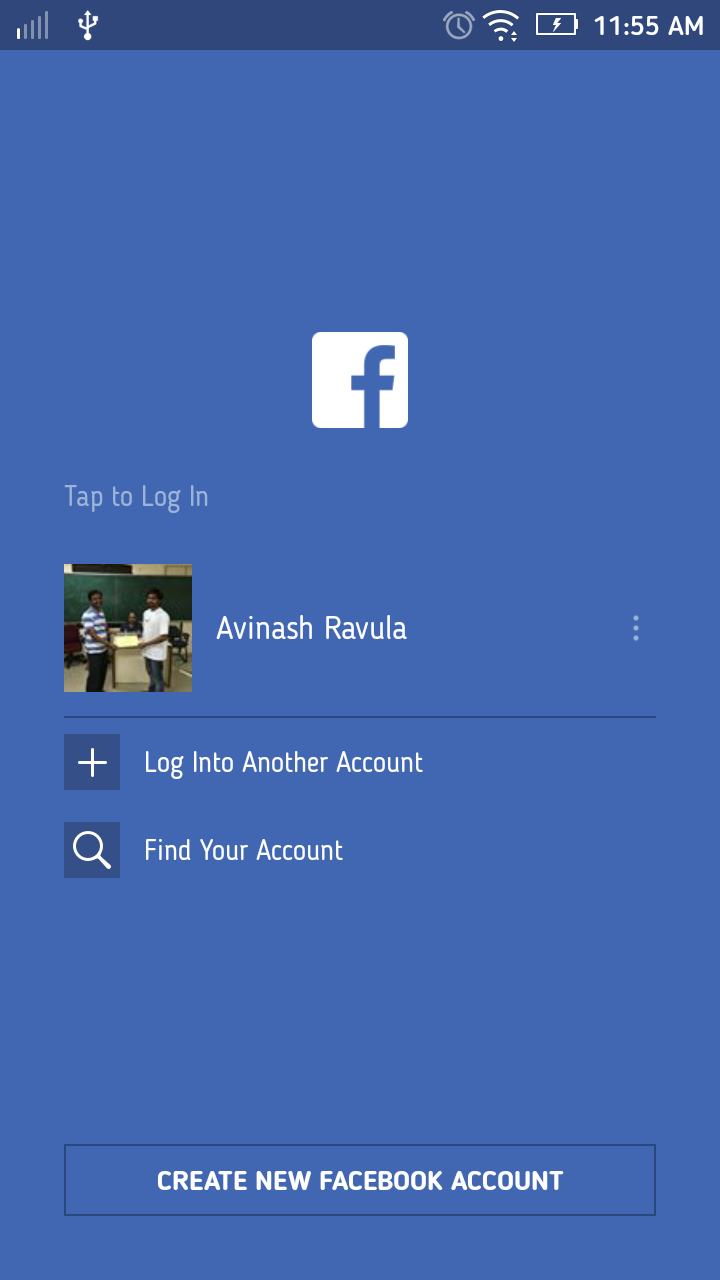 11:55 AM
f
Tap to Log In
Avinash Ravula
Log Into Another Account
Find Your Account
CREATE NEW FACEBOOK ACCOUNT